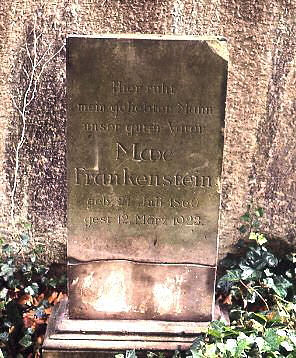 Hier ruht
mein geliebter Mann
unser guter Vater
Max
Frankenstein
geb. 21. Juli 1860
gest. 12. März 1923.